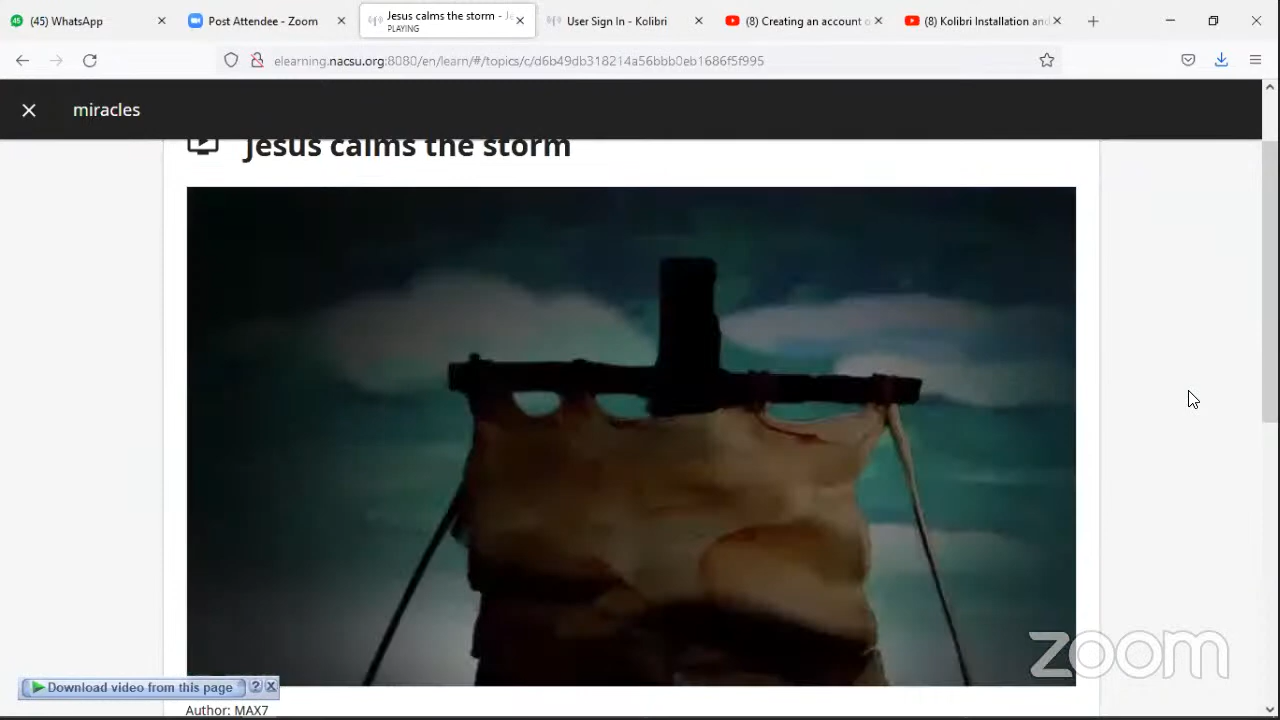 (45) WhatsApp
Post Attendee - Zoom
Jesus calms the storm - Je
PLAYING
User Sign In - Kolibri
(8) Creating an account o
(8) Kolibri Installation and
elearning.nacsu.org:8080/en/learn/#/topics/c/d6b49db318214a56bbb0eb1686f5f995
miracles
Jesus calms the storm
zoom
Download video from this page
?
Author: MAX7